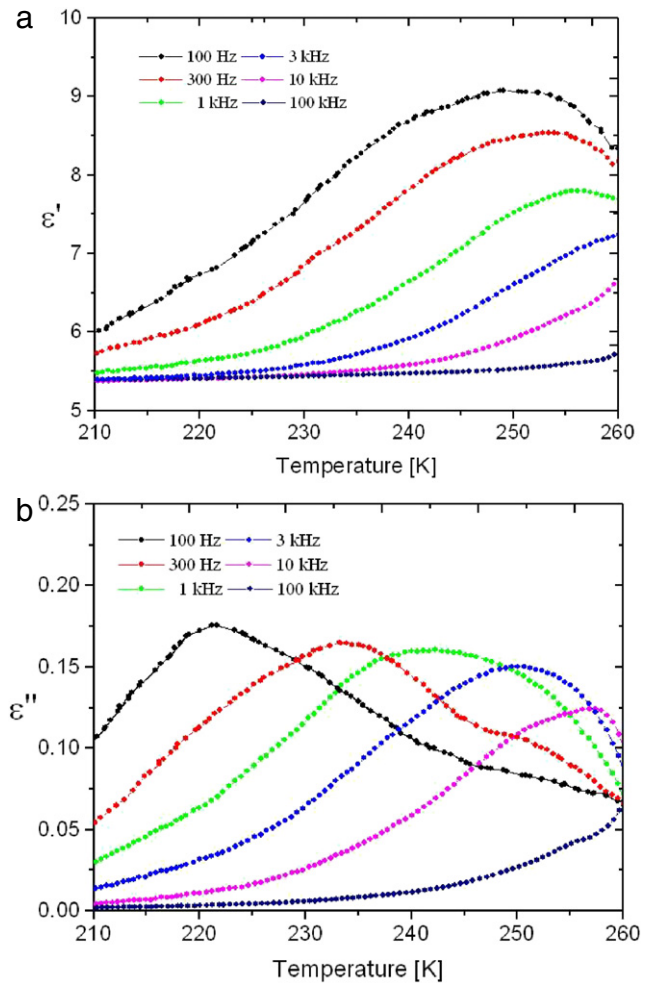 a
10
9
8
7
6
5
ε'
100 Hz 3 kHz
300 Hz 10 kHz
1 kHz 100 kHz
210 220 230 240 250 260
Temperature [K]
b
0.25
0.20
0.15
0.10
0.05
0.00
ε"
100 Hz 3 kHz
300 Hz 10 kHz
1 kHz 100 kHz
210 220 230 240 250 260
Temperature [K]